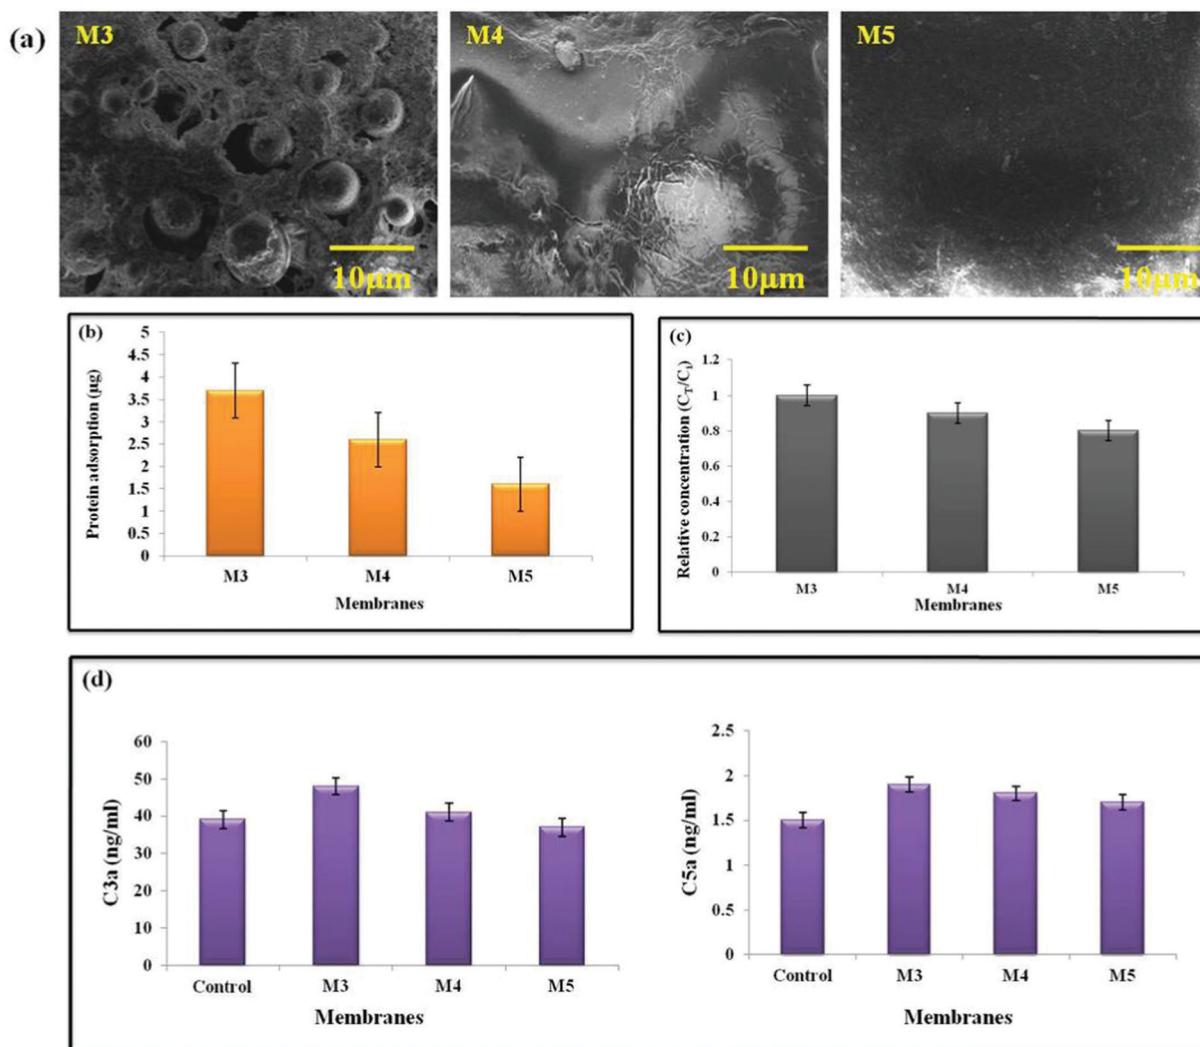 (a)
M3
M4
M5
10µm
10µm
10µm
(b)
Protein adsorption (µg)
5
4.5
4
3.5
3
2.5
2
1.5
1
0.5
0
M3
M4
M5
Membranes
(c)
Relative concentration (C_T/C_i)
1.2
1
0.8
0.6
0.4
0.2
0
M3
M4
M5
Membranes
(d)
C3a (ng/ml)
60
50
40
30
20
10
0
Control
M3
M4
M5
Membranes
C5a (ng/ml)
2.5
2
1.5
1
0.5
0
Control
M3
M4
M5
Membranes